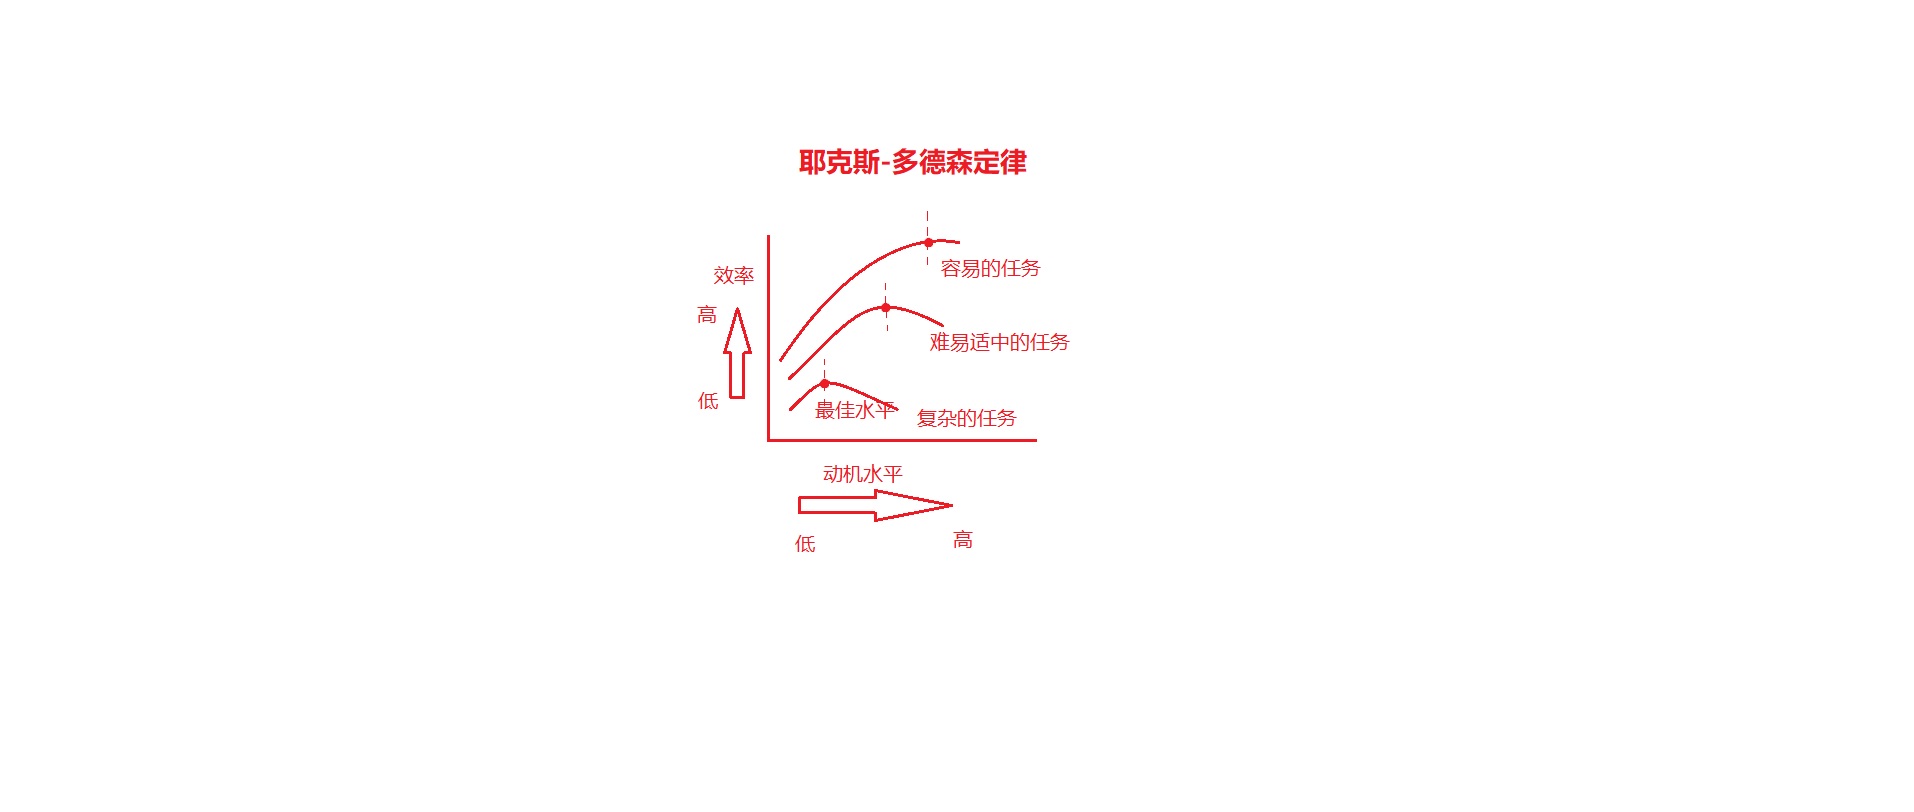 耶克斯-多德森定律
效率
高
低
容易的任务
难易适中的任务
最佳水平
复杂的任务
动机水平
低
高